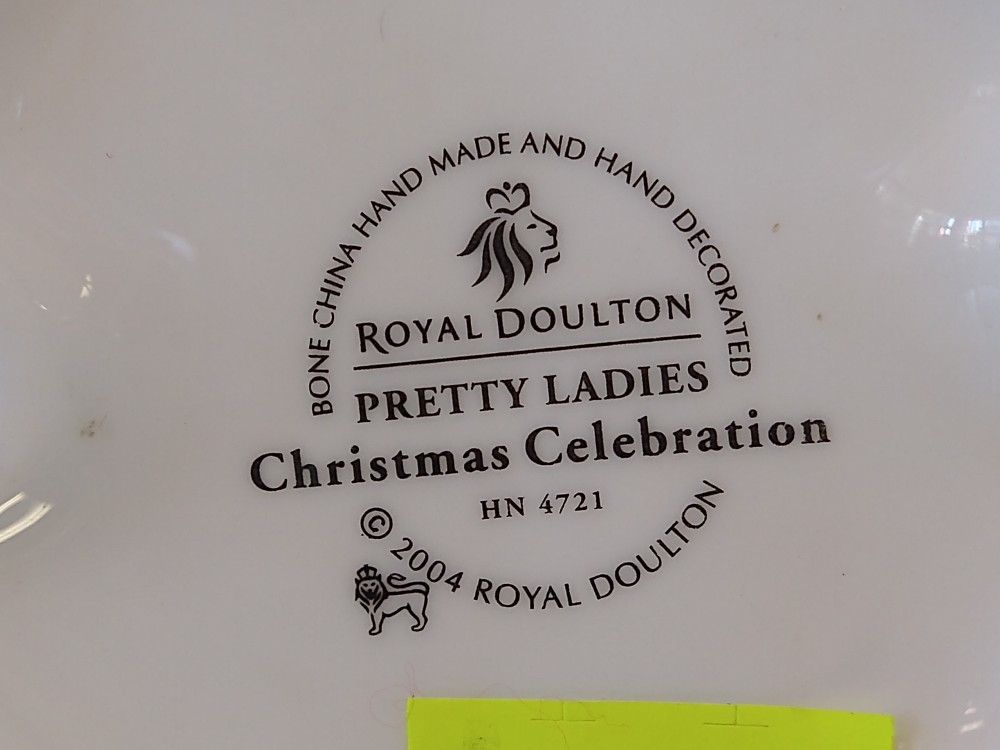 BONE CHINA HAND MADE AND HAND DECORATED
ROYAL DOULTON
PRETTY LADIES
Christmas Celebration
HN 4721
© 2004 ROYAL DOULTON